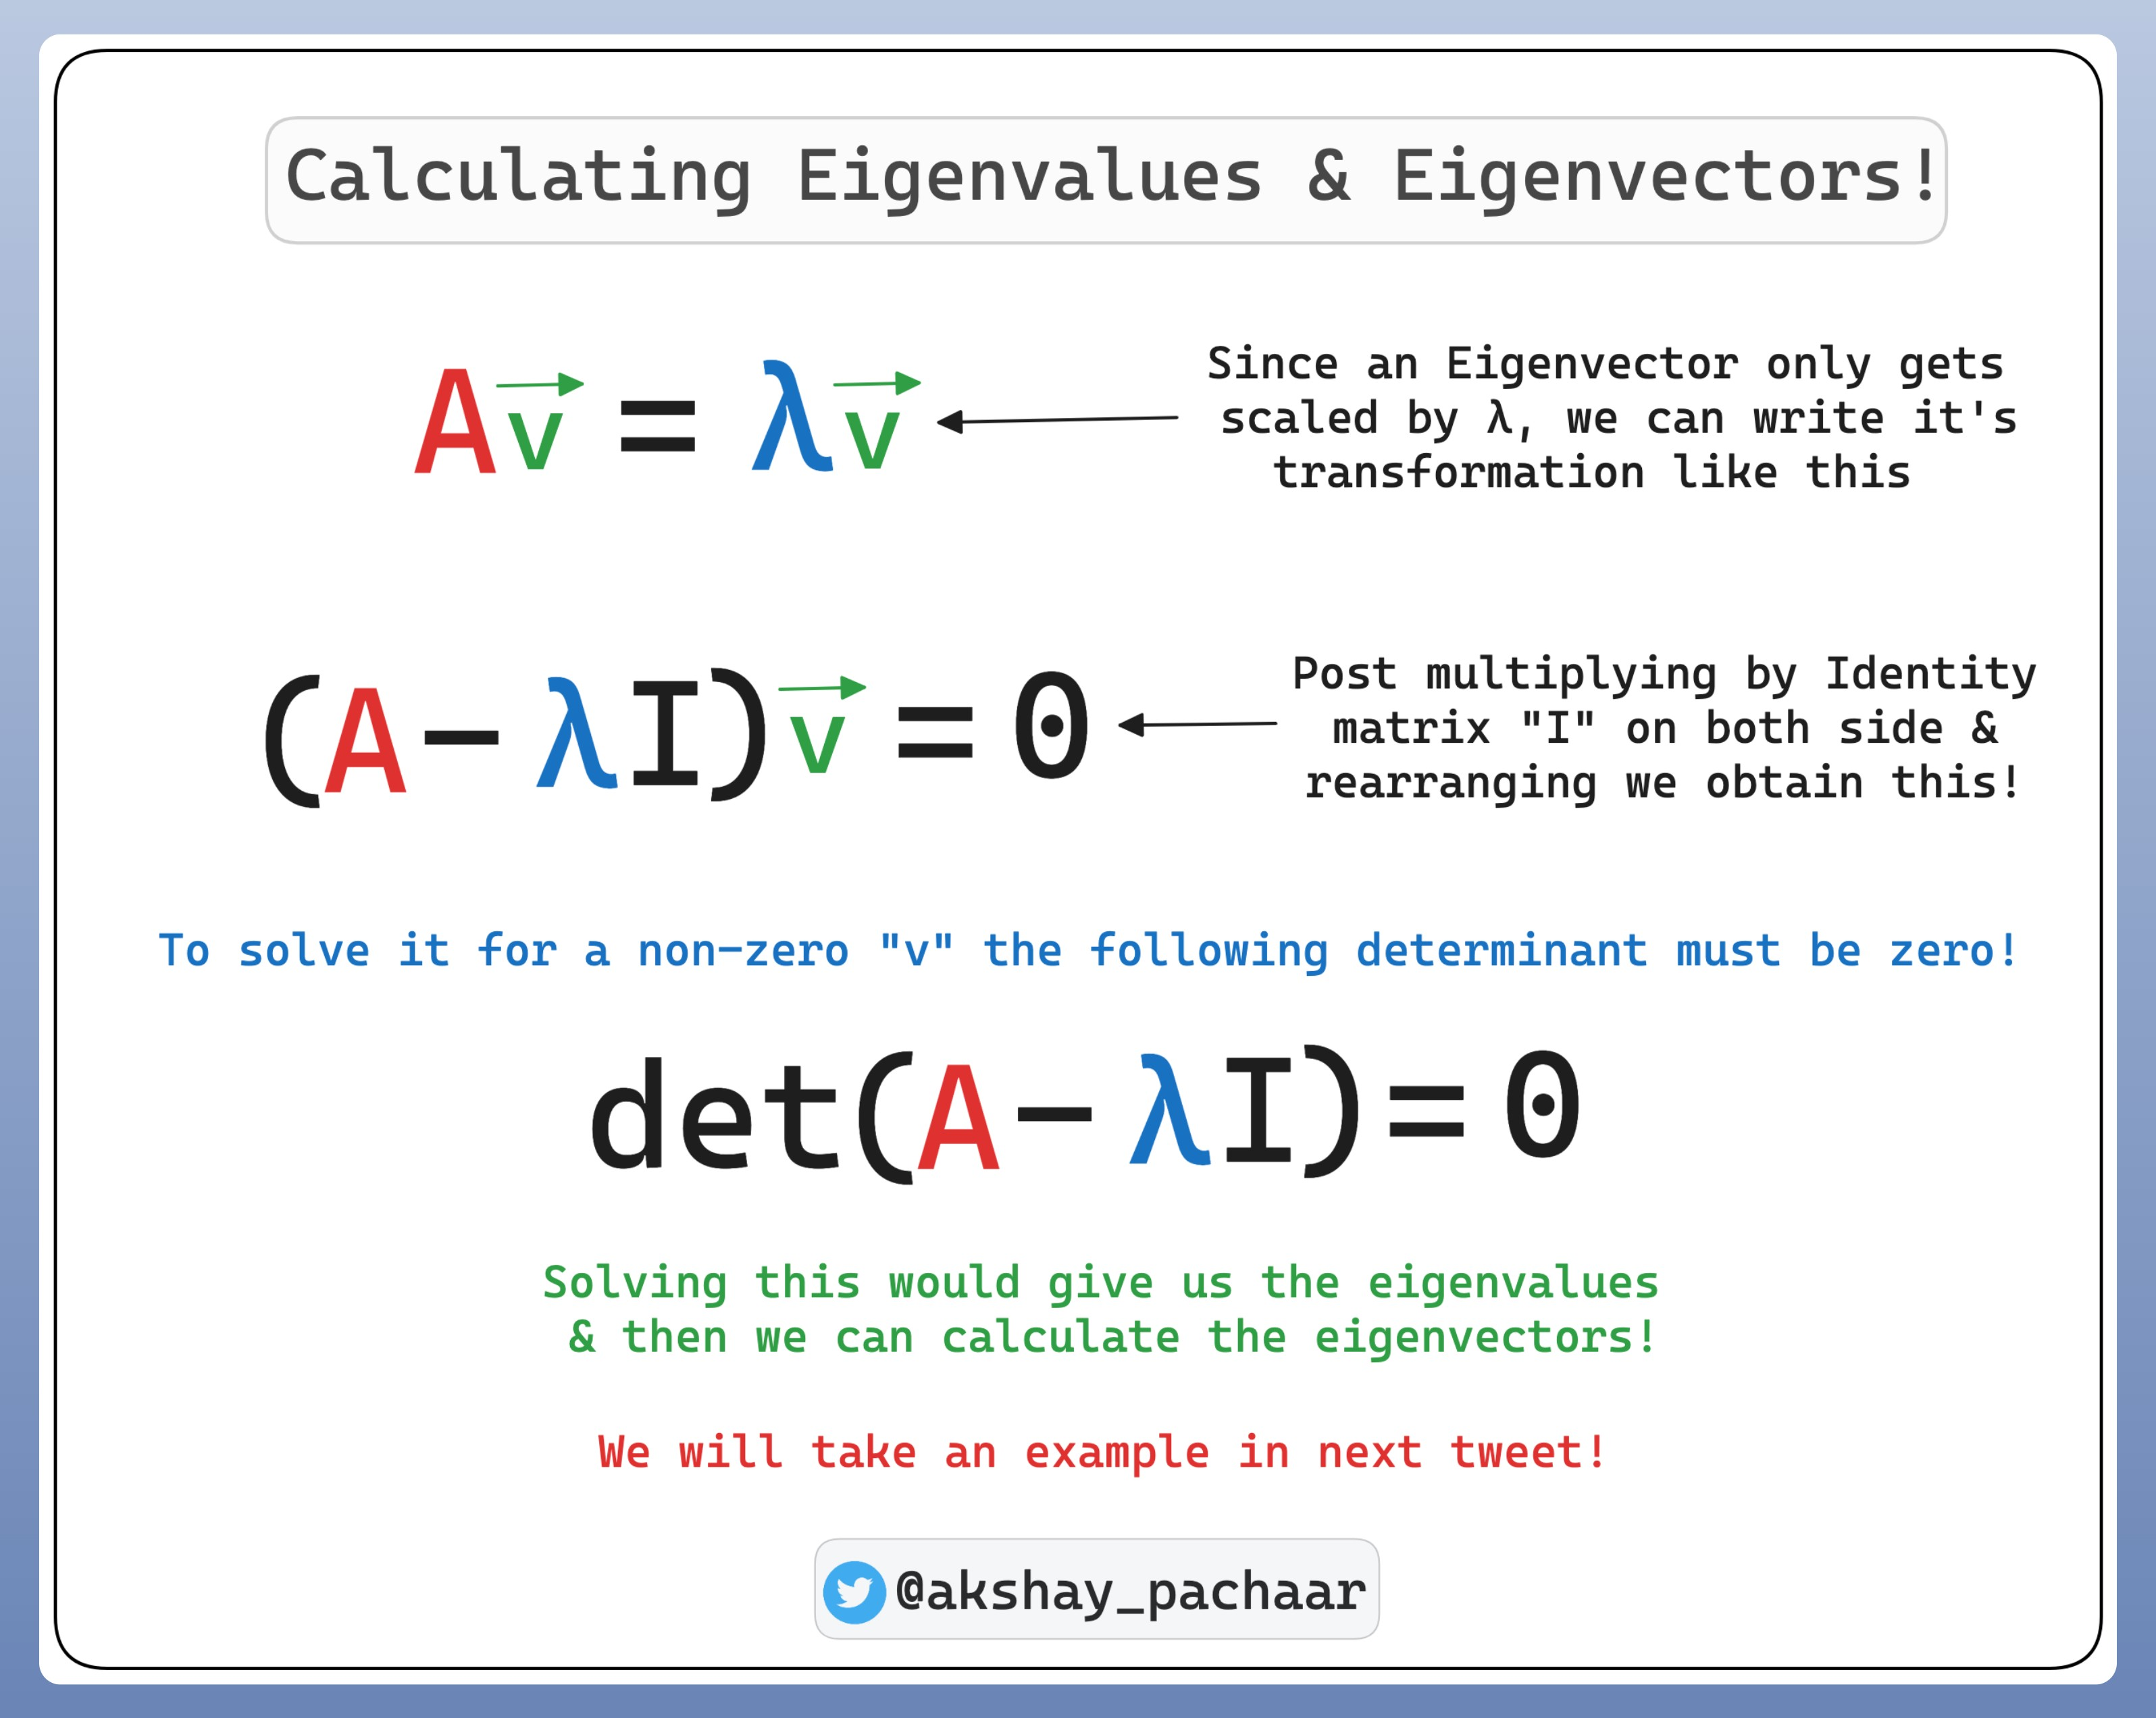 Calculating Eigenvalues & Eigenvectors!
Av⃗ = λv⃗
Since an Eigenvector only gets
scaled by λ, we can write it's
transformation like this
(A − λI)v⃗ = 0
Post multiplying by Identity
matrix "I" on both side &
rearranging we obtain this!
To solve it for a non-zero "v" the following determinant must be zero!
det(A − λI) = 0
Solving this would give us the eigenvalues
& then we can calculate the eigenvectors!
We will take an example in next tweet!
@akshay_pachaar